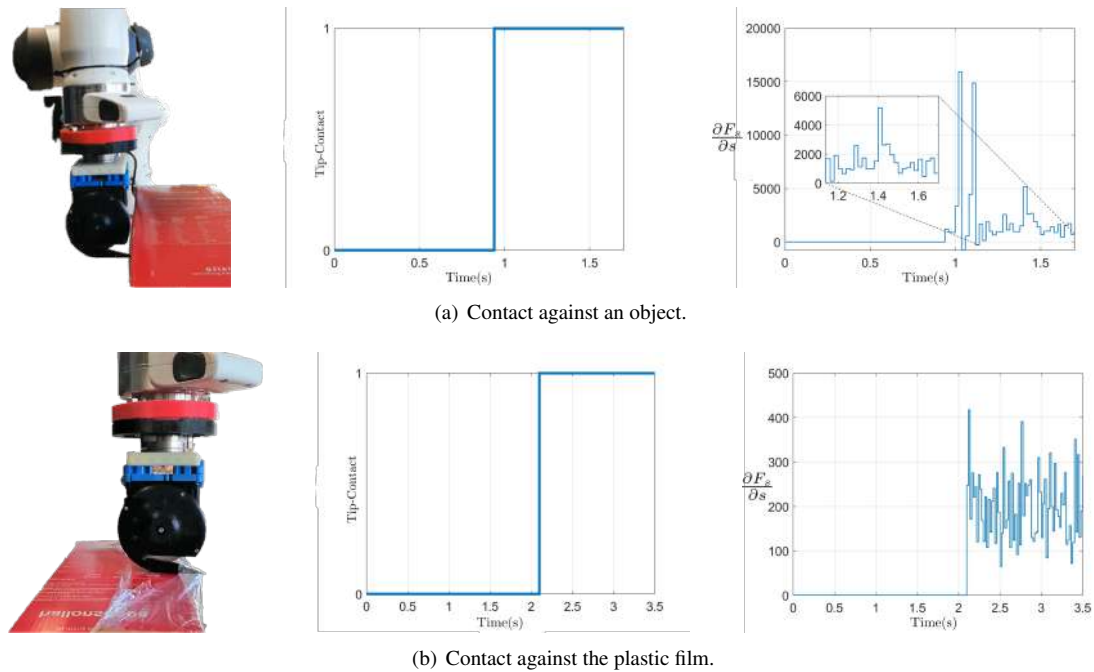 1
Tip-Contact
0
0 0.5 1 1.5
Time(s)
20000
15000
10000
5000
0
∂F_s
∂s
6000
4000
2000
0
1.2 1.4 1.6
0 0.5 1 1.5
Time(s)
(a) Contact against an object.
1
Tip-Contact
0
0 0.5 1 1.5 2 2.5 3 3.5
Time(s)
500
400
300
200
100
0
∂F_s
∂s
0 0.5 1 1.5 2 2.5 3 3.5
Time(s)
(b) Contact against the plastic film.